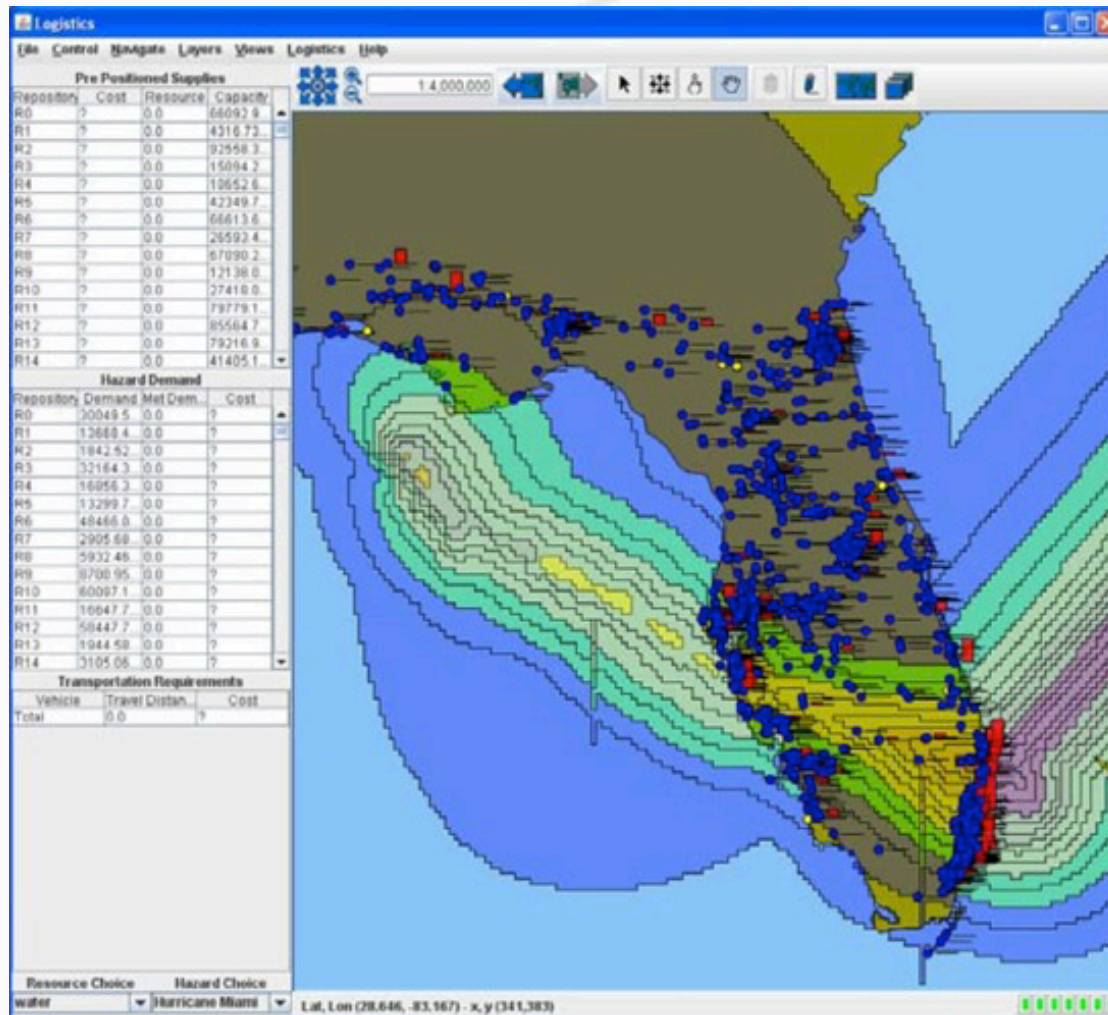 Logistics
File Control Navigate Layers Views Logistics Help
Pre Positioned Supplies
1:4,000,000
Repository Cost Resource Capacity
R0 ? 0.0 66092.9...
R1 ? 0.0 4316.73...
R2 ? 0.0 92558.3...
R3 ? 0.0 15094.2...
R4 ? 0.0 10652.6...
R5 ? 0.0 42349.7...
R6 ? 0.0 66613.6...
R7 ? 0.0 26593.4...
R8 ? 0.0 67090.2...
R9 ? 0.0 12138.0...
R10 ? 0.0 27418.0...
R11 ? 0.0 79779.1...
R12 ? 0.0 85564.7...
R13 ? 0.0 79216.9...
R14 ? 0.0 41405.1...
Hazard Demand
Repository Demand Met Dem... Cost
R0 30049.5... 0.0 ?
R1 13668.4... 0.0 ?
R2 1842.52... 0.0 ?
R3 32164.3... 0.0 ?
R4 16056.3... 0.0 ?
R5 13299.7... 0.0 ?
R6 48466.0... 0.0 ?
R7 2905.68... 0.0 ?
R8 5932.46... 0.0 ?
R9 8700.95... 0.0 ?
R10 60097.1... 0.0 ?
R11 16647.7... 0.0 ?
R12 58447.7... 0.0 ?
R13 1944.58... 0.0 ?
R14 3105.06... 0.0 ?
Transportation Requirements
Vehicle Travel Distan... Cost
Total 0.0 ?
Resource Choice Hazard Choice
water Hurricane Miami
Lat, Lon (28.646, -83.167) - x, y (341,383)